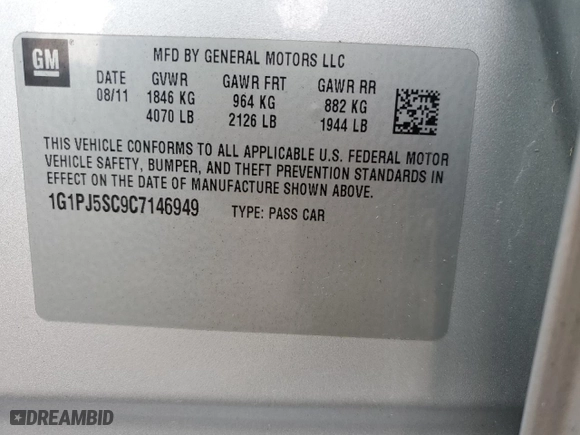 GM
MFD BY GENERAL MOTORS LLC
DATE GVWR GAWR FRT GAWR RR
08/11 1846 KG 964 KG 882 KG
4070 LB 2126 LB 1944 LB
THIS VEHICLE CONFORMS TO ALL APPLICABLE U.S. FEDERAL MOTOR
VEHICLE SAFETY, BUMPER, AND THEFT PREVENTION STANDARDS IN
EFFECT ON THE DATE OF MANUFACTURE SHOWN ABOVE.
1G1PJ5SC9C7146949 TYPE: PASS CAR
DREAMBID